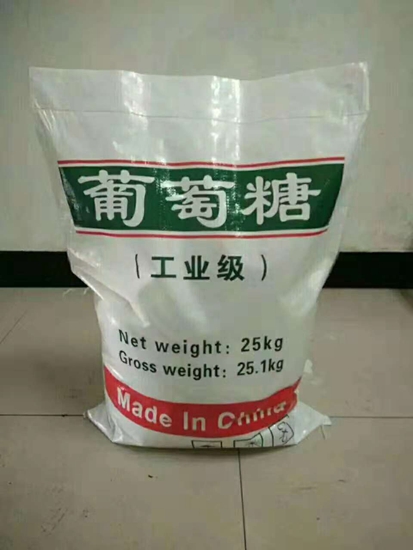 葡萄糖
(工业级)
Net weight: 25kg
Gross weight: 25.1kg
Made In China